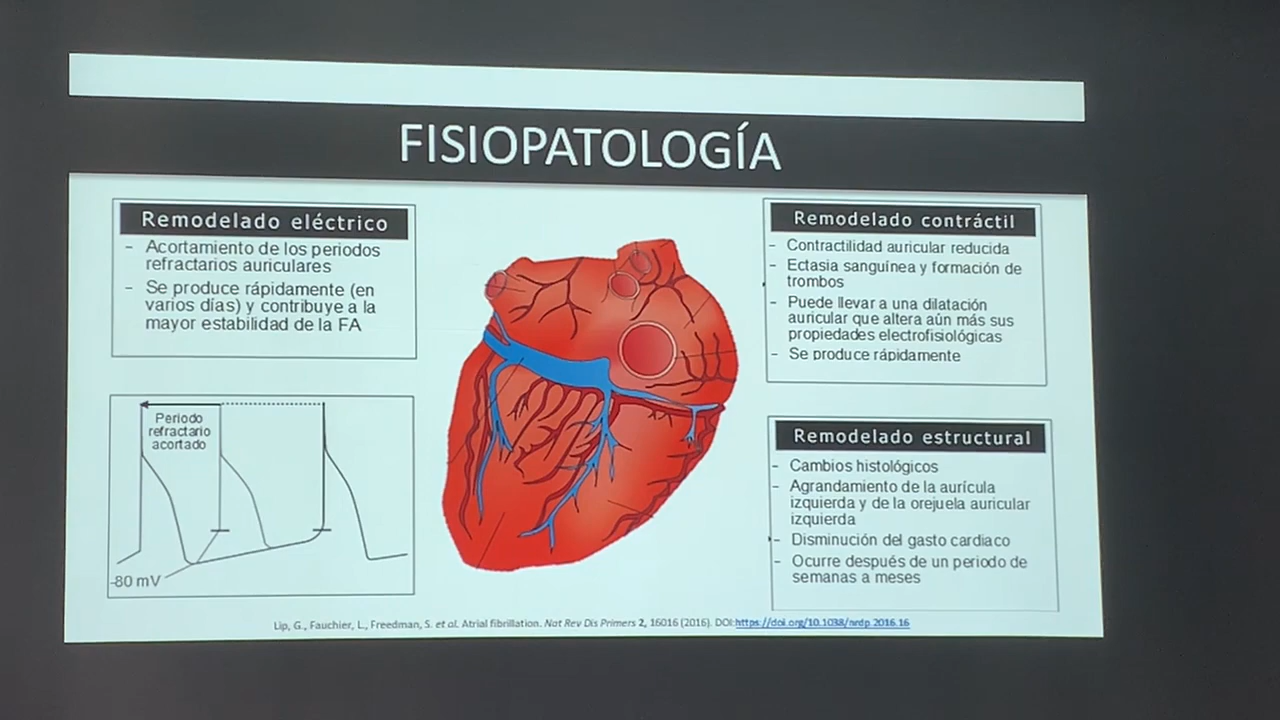 FISIOPATOLOGÍA
Remodelado eléctrico
- Acortamiento de los periodos
refractarios auriculares
- Se produce rápidamente (en
varios días) y contribuye a la
mayor estabilidad de la FA
Periodo
refractario
acortado
-80 mV
Remodelado contráctil
- Contractilidad auricular reducida
- Ectasia sanguínea y formación de
trombos
- Puede llevar a una dilatación
auricular que altera aún más sus
propiedades electrofisiológicas
- Se produce rápidamente
Remodelado estructural
- Cambios histológicos
- Agrandamiento de la aurícula
izquierda y de la orejuela auricular
izquierda
- Disminución del gasto cardiaco
- Ocurre después de un periodo de
semanas a meses
Lip, G., Fauchier, L., Freedman, S. et al. Atrial fibrillation. Nat Rev Dis Primers 2, 16016 (2016). DOI:https://doi.org/10.1038/nrdp.2016.16